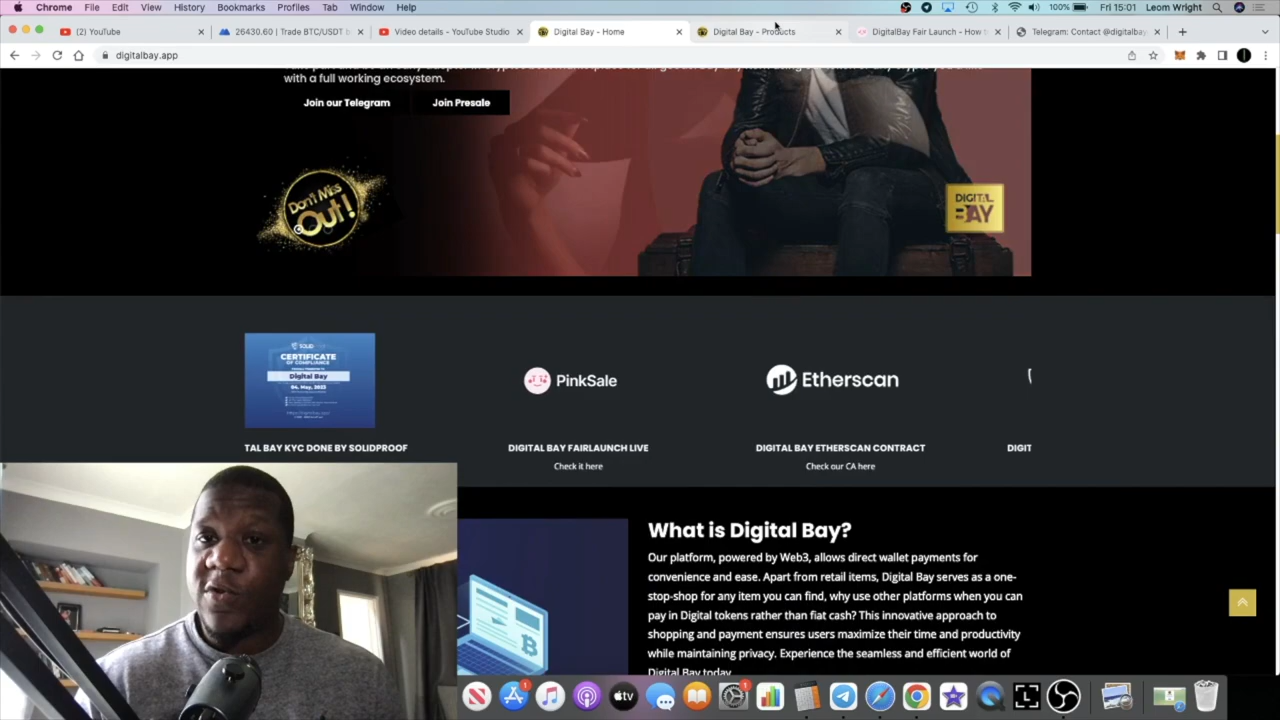 Chrome File Edit View History Bookmarks Profiles Tab Window Help 100% Fri 15:01 Leom Wright
(2) YouTube 26430.60 | Trade BTC/USDT Video details - YouTube Studio Digital Bay - Home Digital Bay - Products DigitalBay Fair Launch - How Telegram: Contact @digitalbay
digitalbay.app
with a full working ecosystem.
Join our Telegram Join Presale
Don't Miss
Out!
DIGITAL
BAY
CERTIFICATE
OF COMPLIANCE
Digital Bay
04. May, 2023
PinkSale
Etherscan
TAL BAY KYC DONE BY SOLIDPROOF DIGITAL BAY FAIRLAUNCH LIVE DIGITAL BAY ETHERSCAN CONTRACT DIGIT
Check it here Check our CA here
What is Digital Bay?
Our platform, powered by Web3, allows direct wallet payments for
convenience and ease. Apart from retail items, Digital Bay serves as a one-
stop-shop for any item you can find, why use other platforms when you can
pay in Digital tokens rather than fiat cash? This innovative approach to
shopping and payment ensures users maximize their time and productivity
while maintaining privacy. Experience the seamless and efficient world of
Digital Bay today
tv